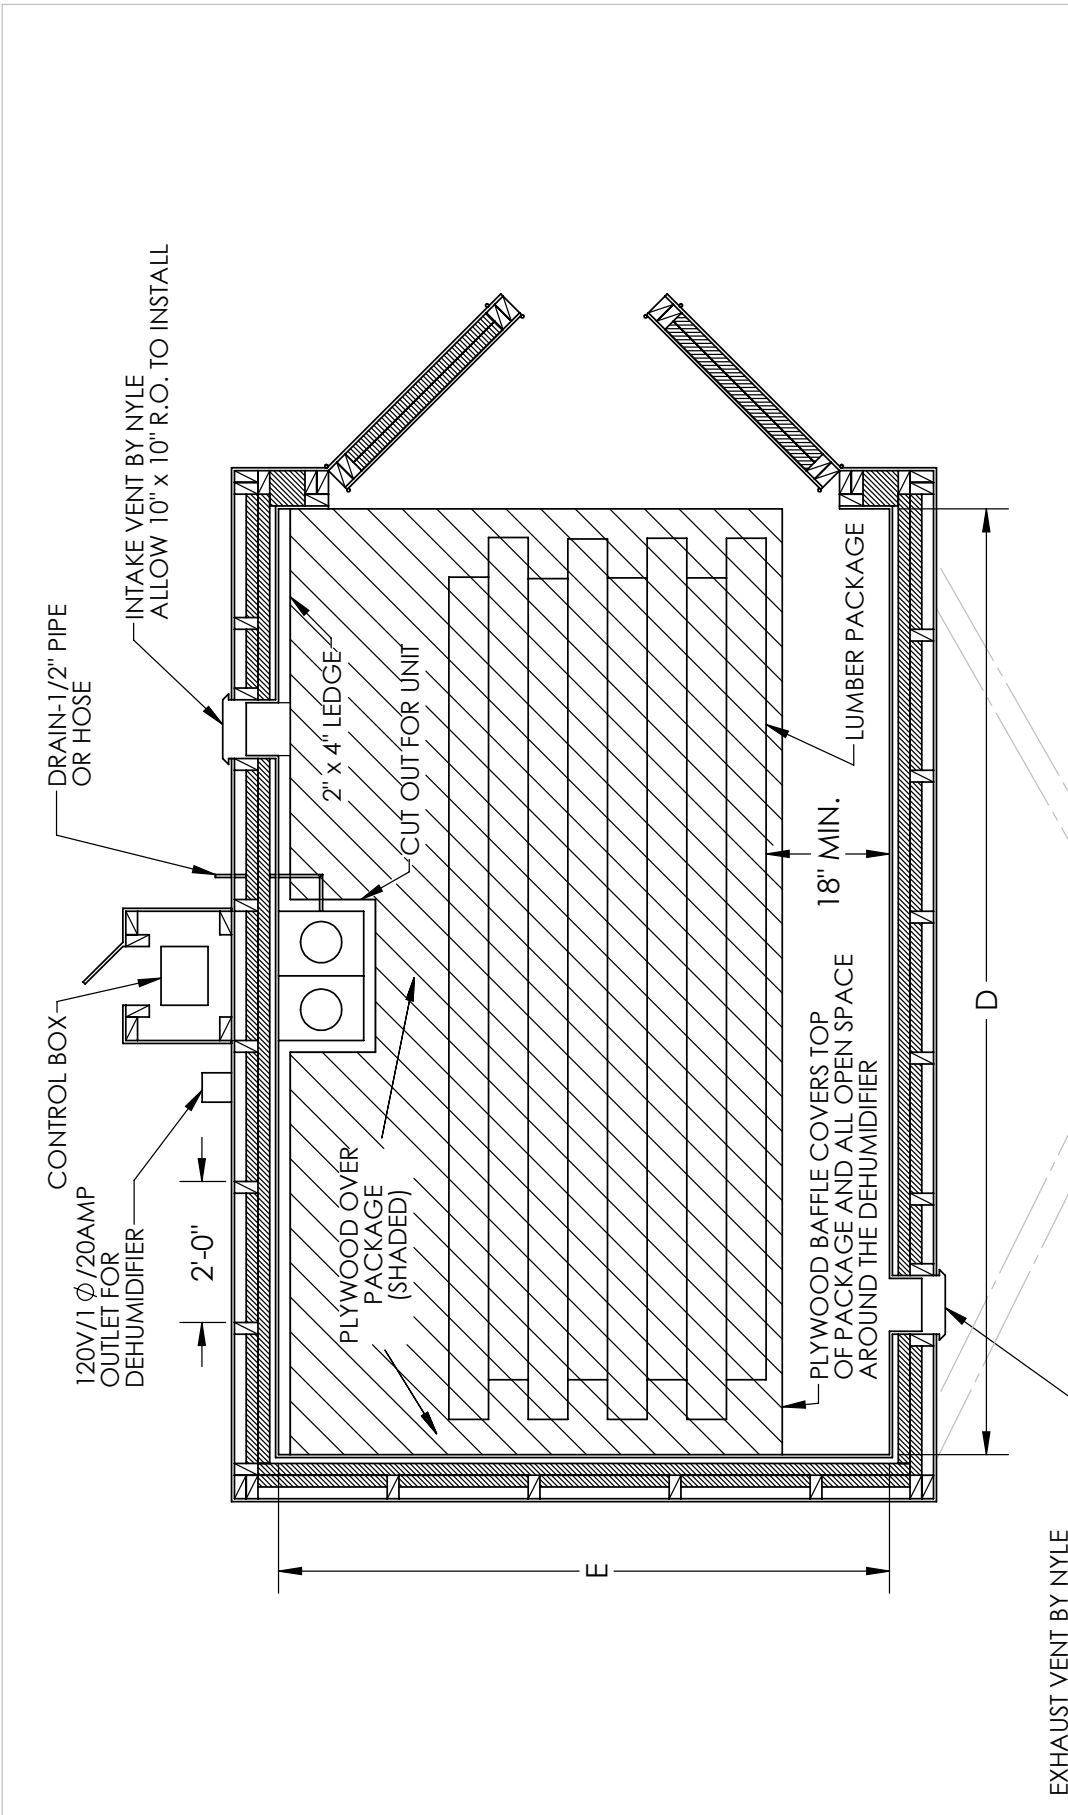 120V/1 Ø /20AMP
OUTLET FOR
DEHUMIDIFIER
CONTROL BOX
DRAIN-1/2" PIPE
OR HOSE
INTAKE VENT BY NYLE
ALLOW 10" x 10" R.O. TO INSTALL
2'-0"
2" x 4" LEDGE
CUT OUT FOR UNIT
PLYWOOD OVER
PACKAGE
(SHADED)
LUMBER PACKAGE
18" MIN.
PLYWOOD BAFFLE COVERS TOP
OF PACKAGE AND ALL OPEN SPACE
AROUND THE DEHUMIDIFIER
E
D
EXHAUST VENT BY NYLE